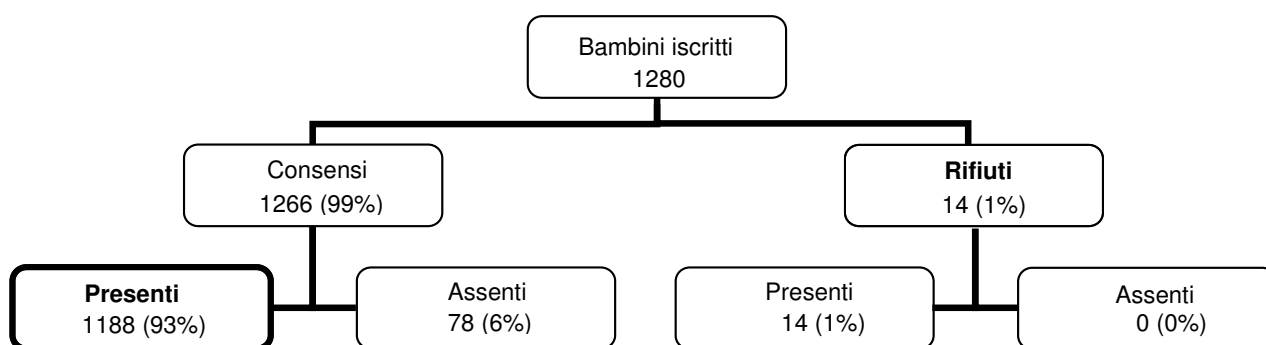 Bambini iscritti
1280
Consensi
1266 (99%)
Rifiuti
14 (1%)
Presenti
1188 (93%)
Assenti
78 (6%)
Presenti
14 (1%)
Assenti
0 (0%)